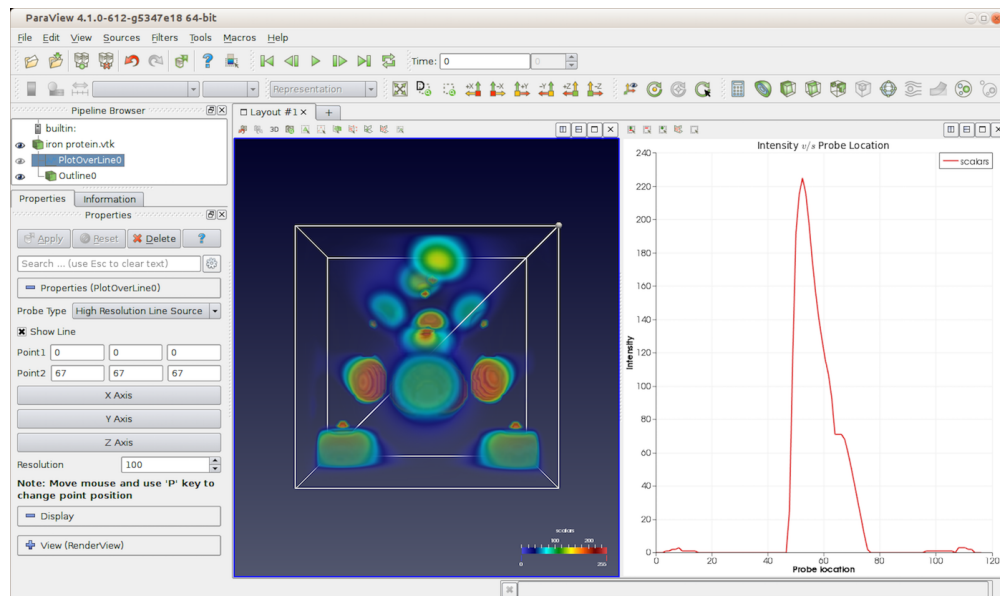 ParaView 4.1.0-612-g5347e18 64-bit
File Edit View Sources Filters Tools Macros Help
Time: 0 0
Representation
Pipeline Browser
builtin:
iron protein.vtk
PlotOverLine0
Outline0
Properties Information
Properties
Apply Reset Delete ?
Search ... (use Esc to clear text)
Properties (PlotOverLine0)
Probe Type High Resolution Line Source
Show Line
Point1 0 0 0
Point2 67 67 67
X Axis
Y Axis
Z Axis
Resolution 100
Note: Move mouse and use 'P' key to
change point position
Display
View (RenderView)
Layout #1 × +
3D
scalars
100 200
0 255
Intensity v/s Probe Location
scalars
Intensity
240
220
200
180
160
140
120
100
80
60
40
20
0
0 20 40 60 80 100 120
Probe location